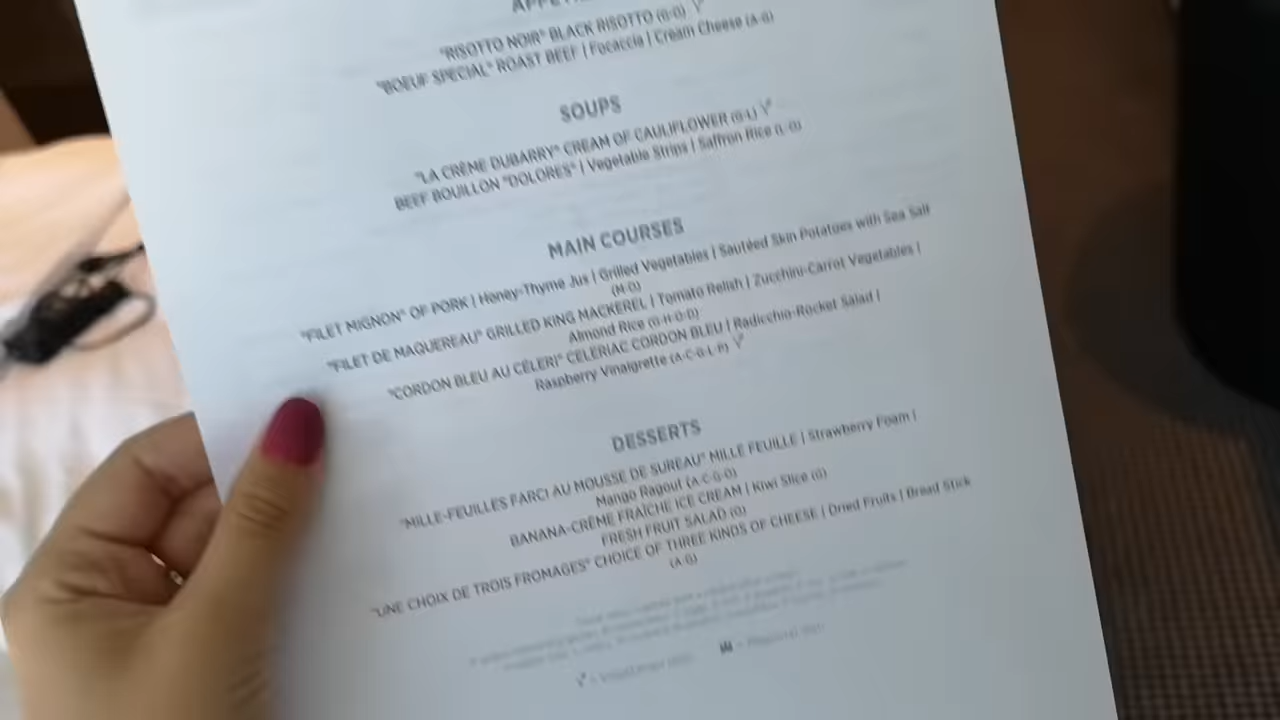 "RISOTTO NOIR" BLACK RISOTTO (G-O)
"BOEUF SPECIAL" ROAST BEEF | Focaccia | Cream Cheese (A-G)
SOUPS
"LA CRÈME DUBARRY" CREAM OF CAULIFLOWER (G-L)
BEEF BOUILLON "DOLORES" | Vegetable Strips | Saffron Rice (L-O)
MAIN COURSES
"FILET MIGNON" OF PORK | Honey-Thyme Jus | Grilled Vegetables | Sautéed Skin Potatoes with Sea Salt
(M-O)
"FILET DE MAQUEREAU" GRILLED KING MACKEREL | Tomato Relish | Zucchini-Carrot Vegetables |
Almond Rice (G-H-O-D)
"CORDON BLEU AU CÉLERI" CELERIAC CORDON BLEU | Radicchio-Rocket Salad |
Raspberry Vinaigrette (A-C-G-L-P)
DESSERTS
"MILLE-FEUILLES FARCI AU MOUSSE DE SUREAU" MILLE FEUILLE | Strawberry Foam |
Mango Ragout (A-C-G-O)
BANANA-CRÈME FRAÎCHE ICE CREAM | Kiwi Slice (G)
FRESH FRUIT SALAD (O)
"UNE CHOIX DE TROIS FROMAGES" CHOICE OF THREE KINDS OF CHEESE | Dried Fruits | Bread Stick
(A-G)